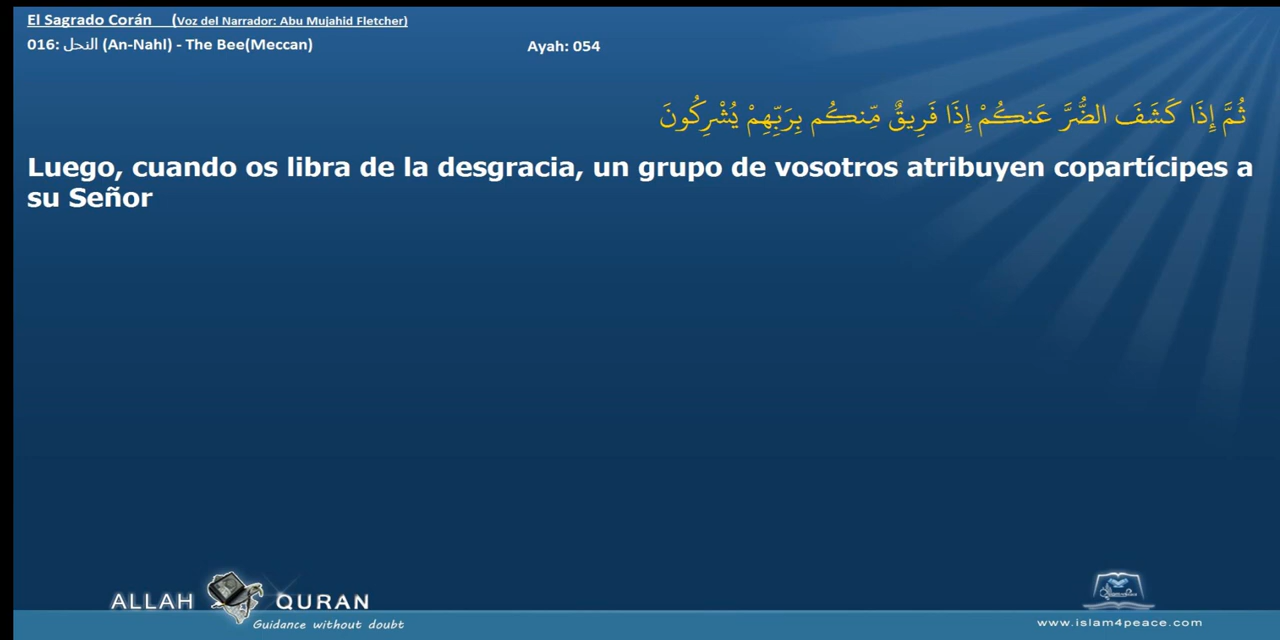 El Sagrado Corán (Voz del Narrador: Abu Mujahid Fletcher)
016: النحل (An-Nahl) - The Bee(Meccan) Ayah: 054
ثُمَّ إِذَا كَشَفَ الضُّرَّ عَنكُمْ إِذَا فَرِيقٌ مِّنكُم بِرَبِّهِمْ يُشْرِكُونَ
Luego, cuando os libra de la desgracia, un grupo de vosotros atribuyen copartícipes a
su Señor
ALLAH QURAN
Guidance without doubt
www.islam4peace.com